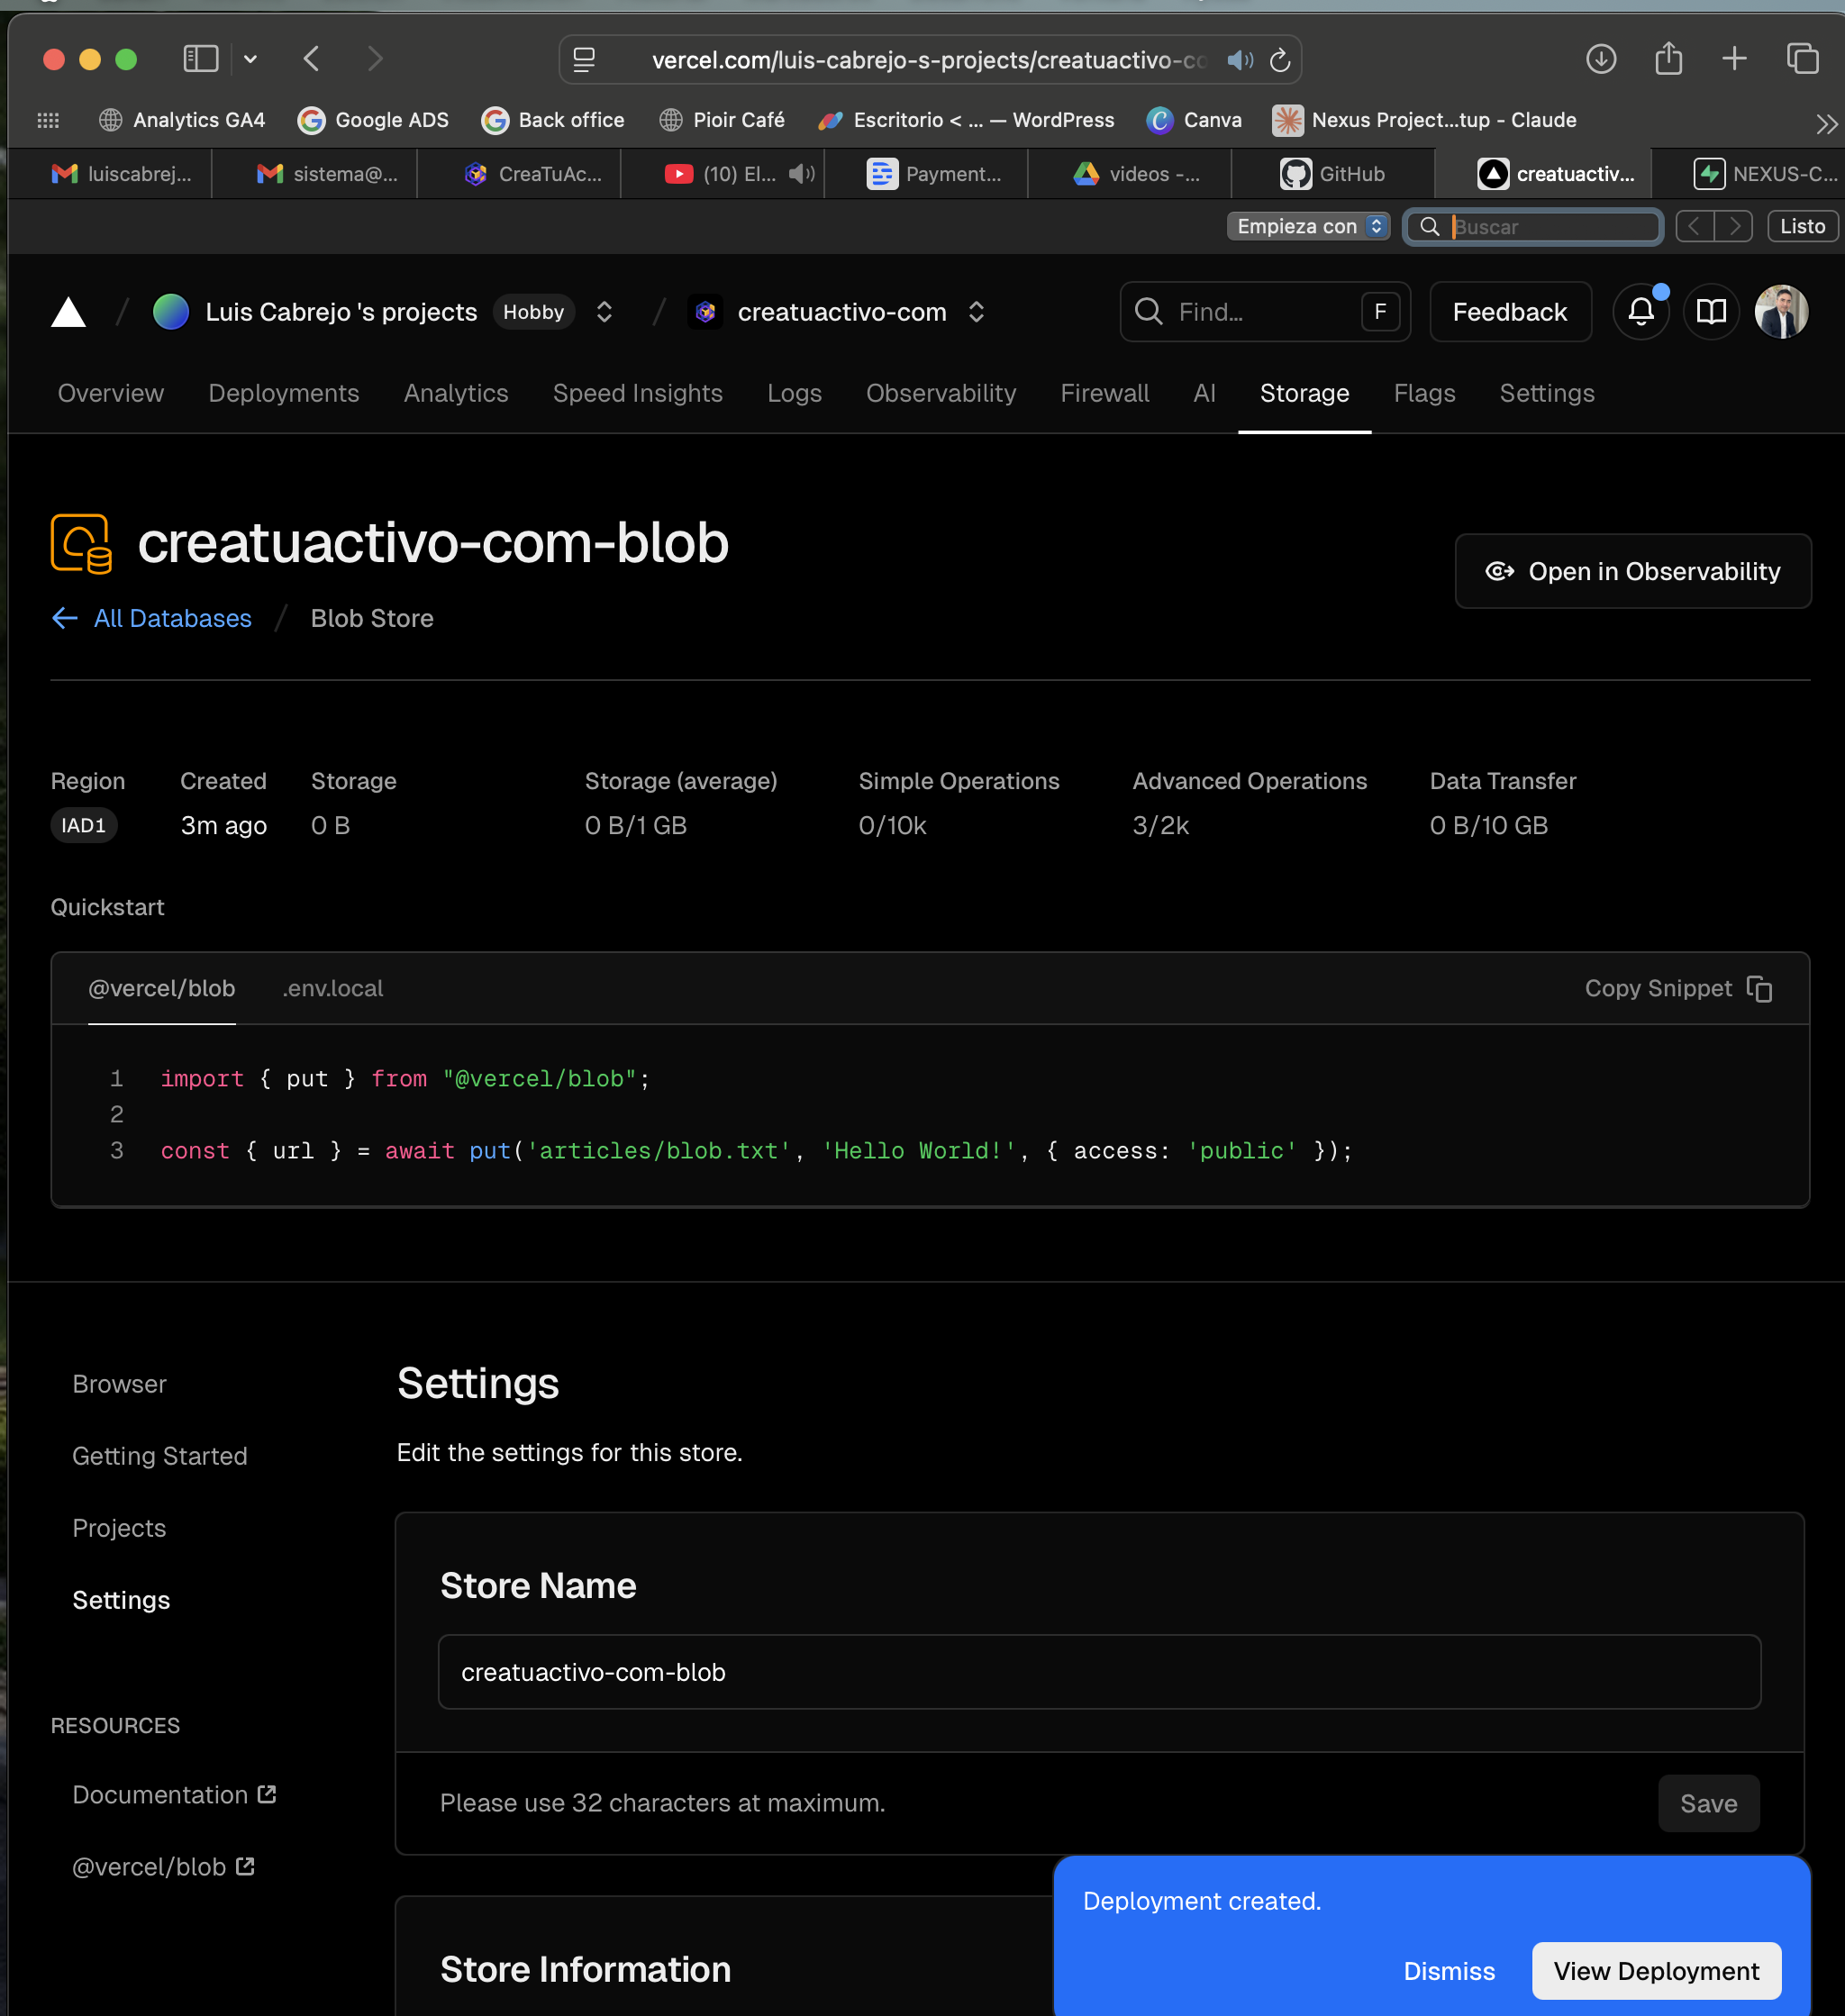 vercel.com/luis-cabrejo-s-projects/creatuactivo-co
Analytics GA4
Google ADS
Back office
Pioir Café
Escritorio < ... — WordPress
Canva
Nexus Project...tup - Claude
luiscabrej...
sistema@...
CreaTuAc...
(10) El...
Payment...
videos -...
GitHub
creatuactiv...
NEXUS-C...
Empieza con
Buscar
Listo
Luis Cabrejo 's projects
Hobby
creatuactivo-com
Find...
F
Feedback
Overview
Deployments
Analytics
Speed Insights
Logs
Observability
Firewall
AI
Storage
Flags
Settings
creatuactivo-com-blob
Open in Observability
← All Databases / Blob Store
Region
Created
Storage
Storage (average)
Simple Operations
Advanced Operations
Data Transfer
IAD1
3m ago
0 B
0 B/1 GB
0/10k
3/2k
0 B/10 GB
Quickstart
@vercel/blob
.env.local
Copy Snippet
1 import { put } from "@vercel/blob";
2
3 const { url } = await put('articles/blob.txt', 'Hello World!', { access: 'public' });
Browser
Getting Started
Projects
Settings
RESOURCES
Documentation
@vercel/blob
Settings
Edit the settings for this store.
Store Name
creatuactivo-com-blob
Please use 32 characters at maximum.
Save
Store Information
Deployment created.
Dismiss
View Deployment